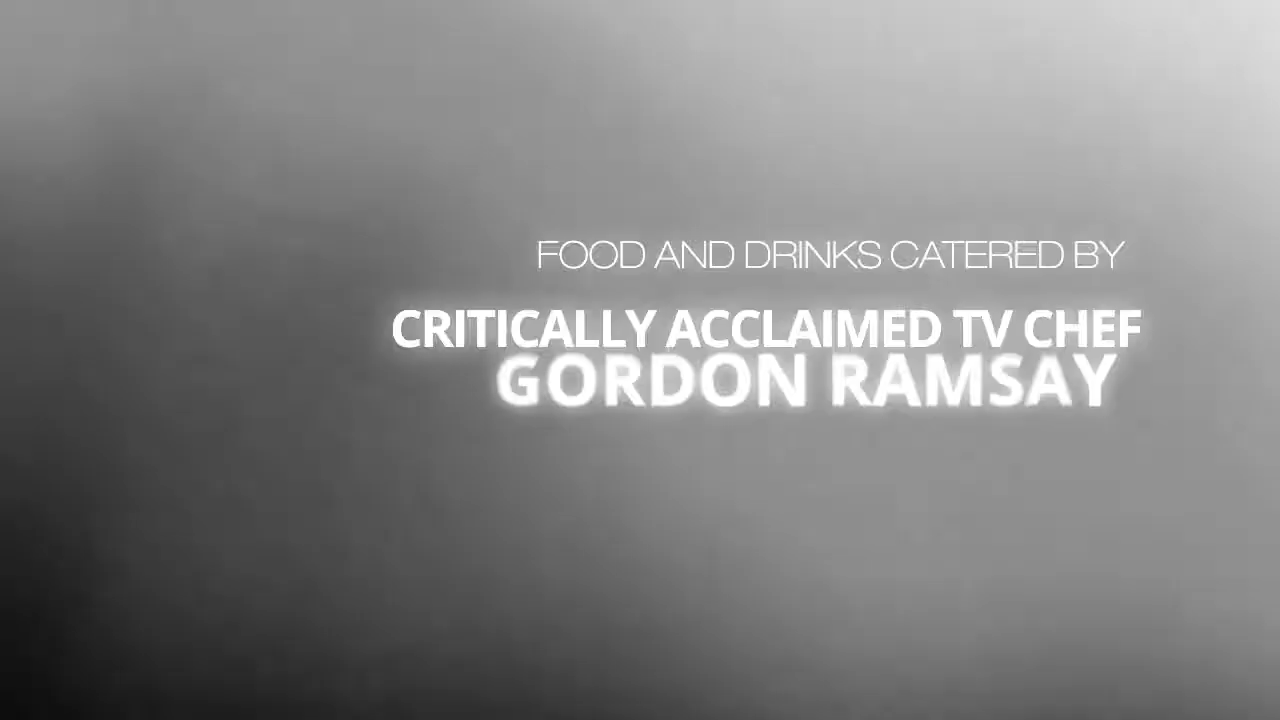 FOOD AND DRINKS CATERED BY
CRITICALLY ACCLAIMED TV CHEF
GORDON RAMSAY